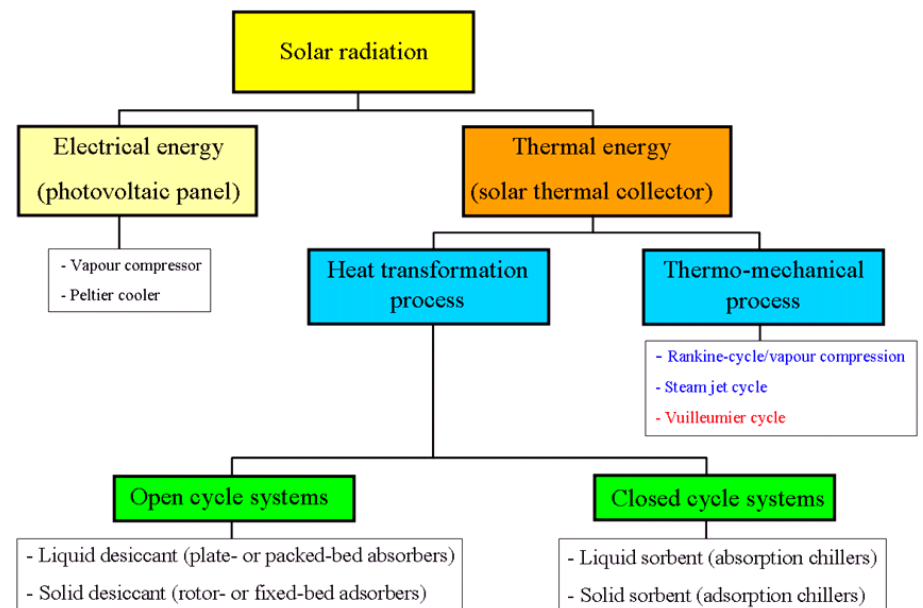 Solar radiation
Electrical energy
(photovoltaic panel)
Thermal energy
(solar thermal collector)
- Vapour compressor
- Peltier cooler
Heat transformation
process
Thermo-mechanical
process
- Rankine-cycle/vapour compression
- Steam jet cycle
- Vuilleumier cycle
Open cycle systems
Closed cycle systems
- Liquid desiccant (plate- or packed-bed absorbers)
- Solid desiccant (rotor- or fixed-bed adsorbers)
- Liquid sorbent (absorption chillers)
- Solid sorbent (adsorption chillers)